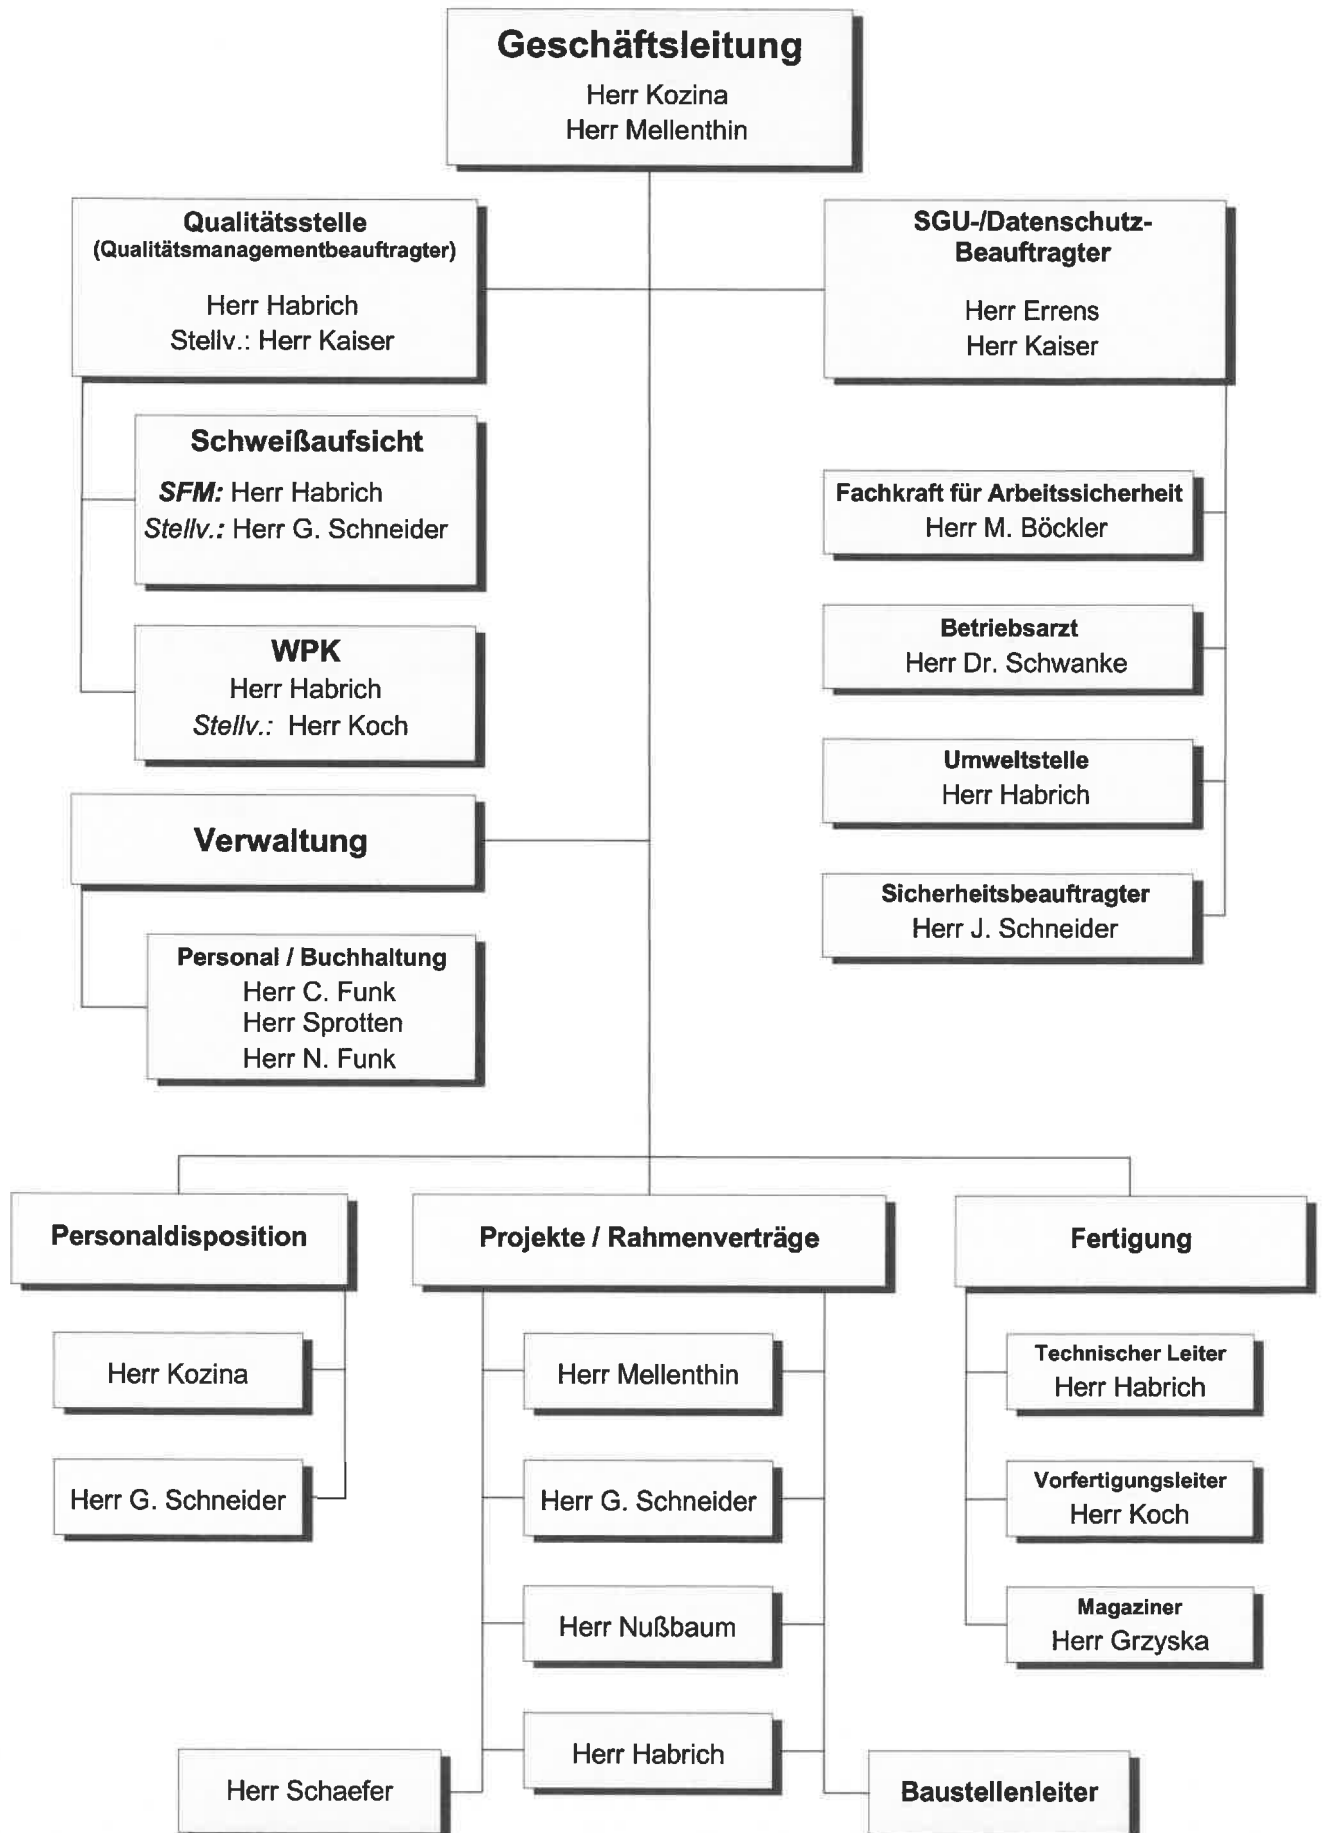 Geschäftsleitung
Herr Kozina
Herr Mellenthin
Qualitätsstelle
(Qualitätsmanagementbeauftragter)
Herr Habrich
Stellv.: Herr Kaiser
SGU-/Datenschutz-
Beauftragter
Herr Errens
Herr Kaiser
Schweißaufsicht
SFM: Herr Habrich
Stellv.: Herr G. Schneider
WPK
Herr Habrich
Stellv.: Herr Koch
Fachkraft für Arbeitssicherheit
Herr M. Böckler
Betriebsarzt
Herr Dr. Schwanke
Umweltstelle
Herr Habrich
Sicherheitsbeauftragter
Herr J. Schneider
Verwaltung
Personal / Buchhaltung
Herr C. Funk
Herr Sprotten
Herr N. Funk
Personaldisposition
Herr Kozina
Herr G. Schneider
Projekte / Rahmenverträge
Herr Mellenthin
Herr G. Schneider
Herr Nußbaum
Herr Habrich
Herr Schaefer
Baustellenleiter
Fertigung
Technischer Leiter
Herr Habrich
Vorfertigungsleiter
Herr Koch
Magaziner
Herr Grzyska